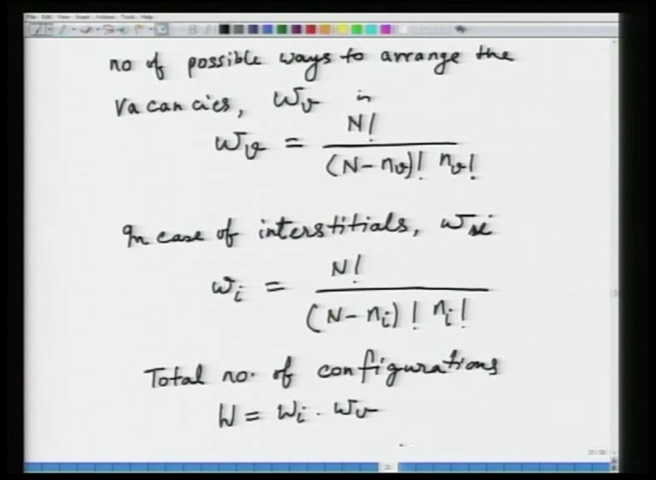 no of possible ways to arrange the
vacancies, Wv is
Wv = N! / (N-nv)! nv!
In case of interstitials, Wi
Wi = N! / (N-ni)! ni!
Total no. of configurations
W = Wi . Wv